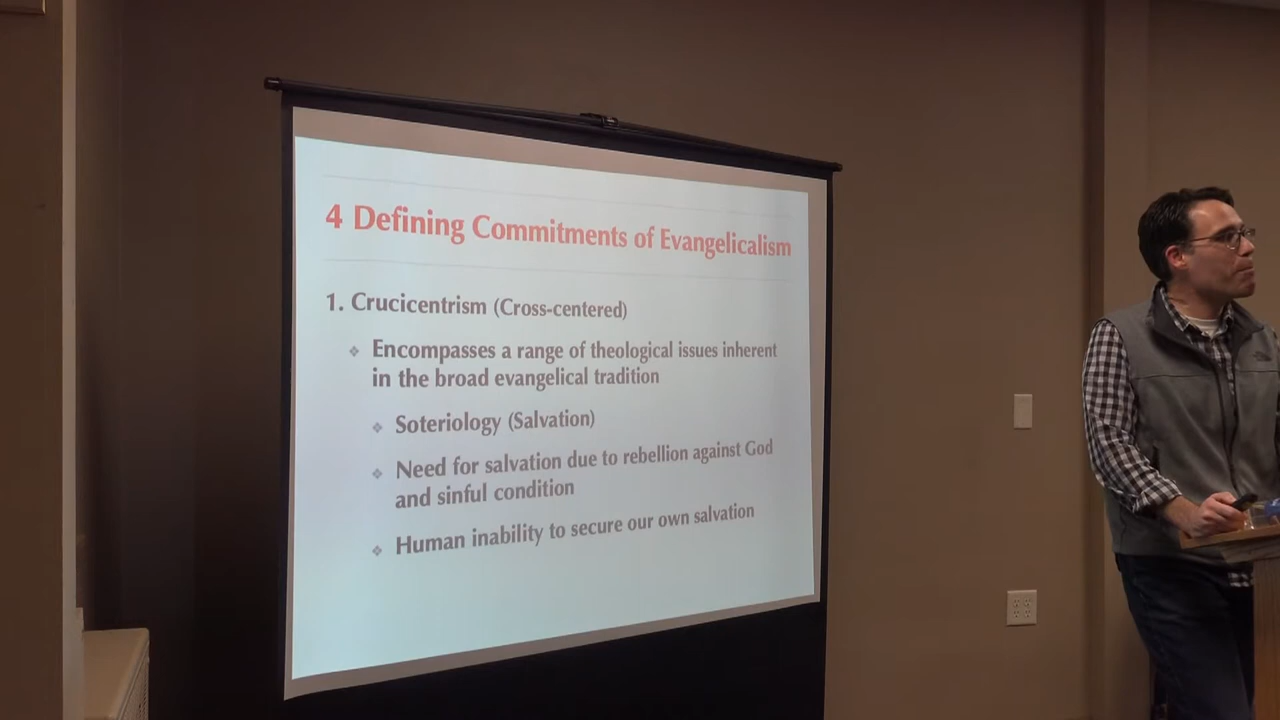 4 Defining Commitments of Evangelicalism
1. Crucicentrism (Cross-centered)
Encompasses a range of theological issues inherent
in the broad evangelical tradition
Soteriology (Salvation)
Need for salvation due to rebellion against God
and sinful condition
Human inability to secure our own salvation